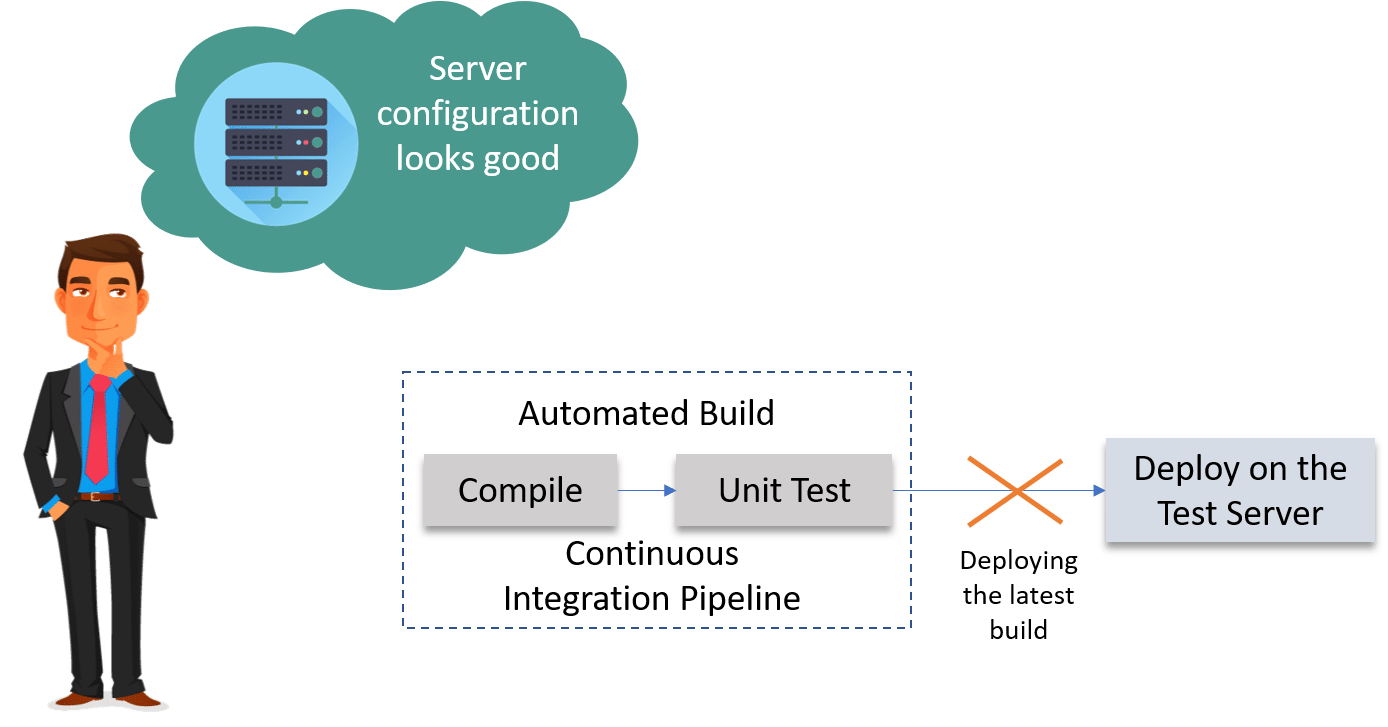 Server
configuration
looks good
Automated Build
Compile
Unit Test
Continuous
Integration Pipeline
Deploying
the latest
build
Deploy on the
Test Server